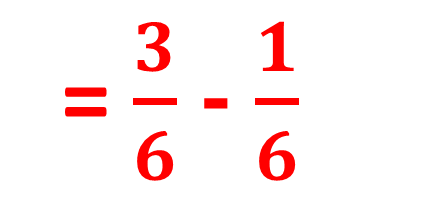 = 3/6 - 1/6